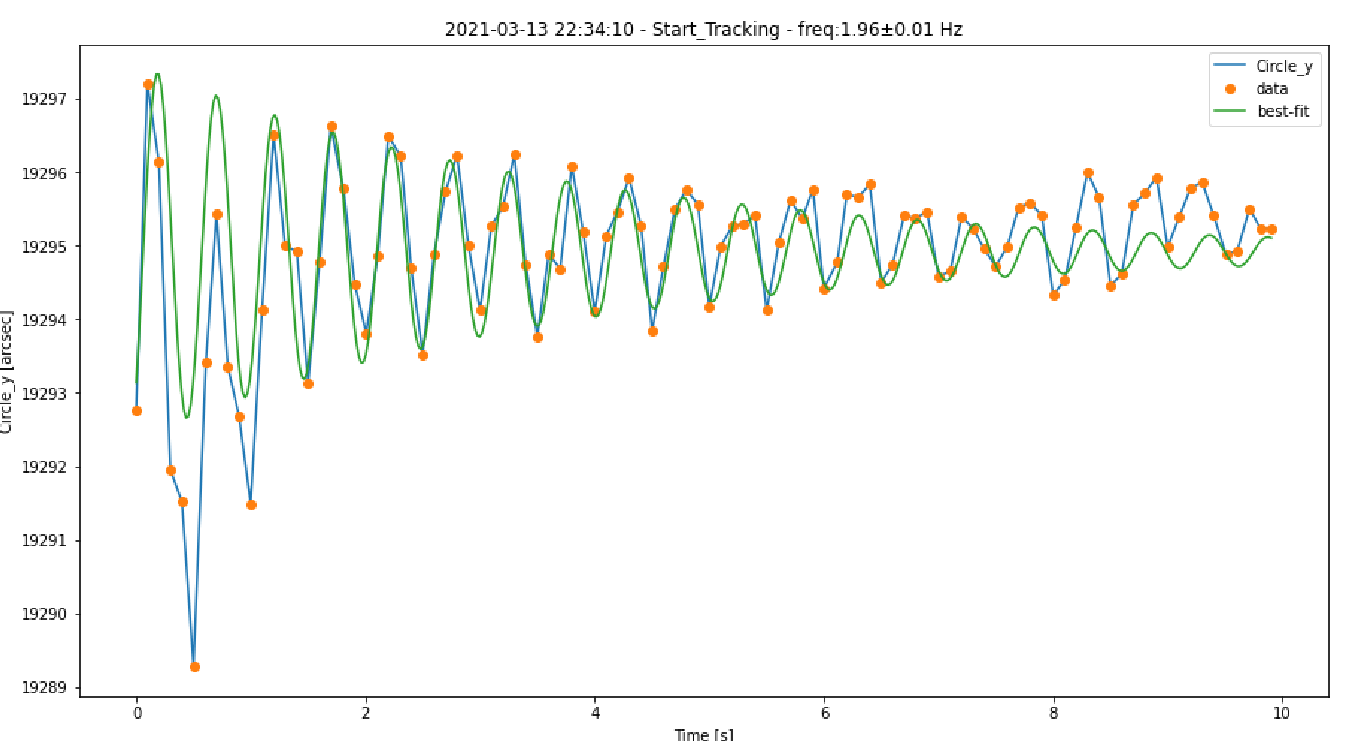 2021-03-13 22:34:10 - Start_Tracking - freq:1.96±0.01 Hz
Circle_y
data
best-fit
19297
19296
19295
19294
19293
19292
19291
19290
19289
Circle_y [arcsec]
0 2 4 6 8 10
Time [s]